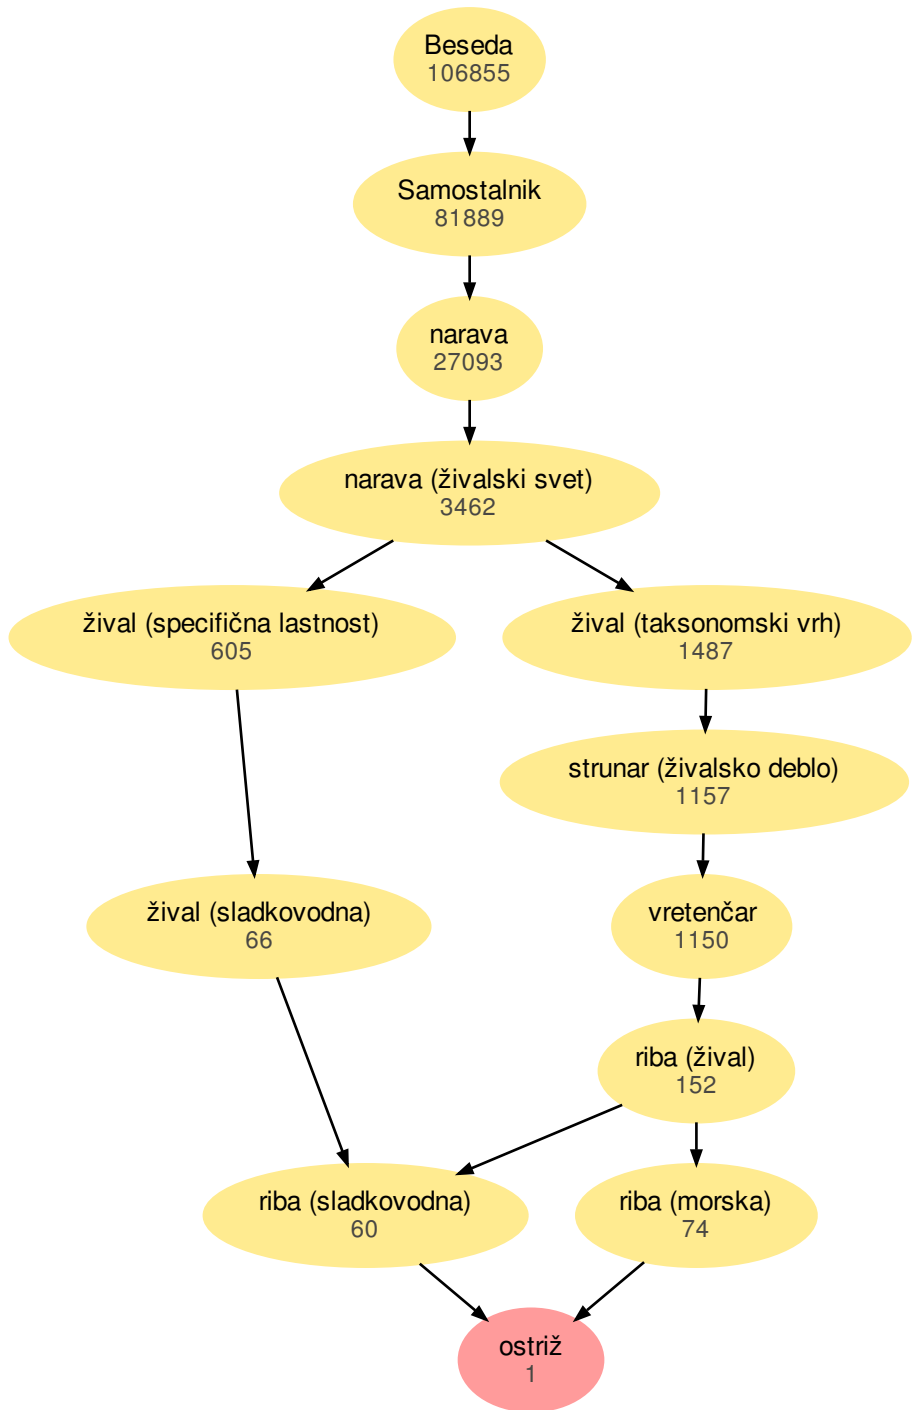 Beseda
106855
Samostalnik
81889
narava
27093
narava (živalski svet)
3462
žival (specifična lastnost)
605
žival (taksonomski vrh)
1487
strunar (živalsko deblo)
1157
žival (sladkovodna)
66
vretenčar
1150
riba (žival)
152
riba (sladkovodna)
60
riba (morska)
74
ostriž
1